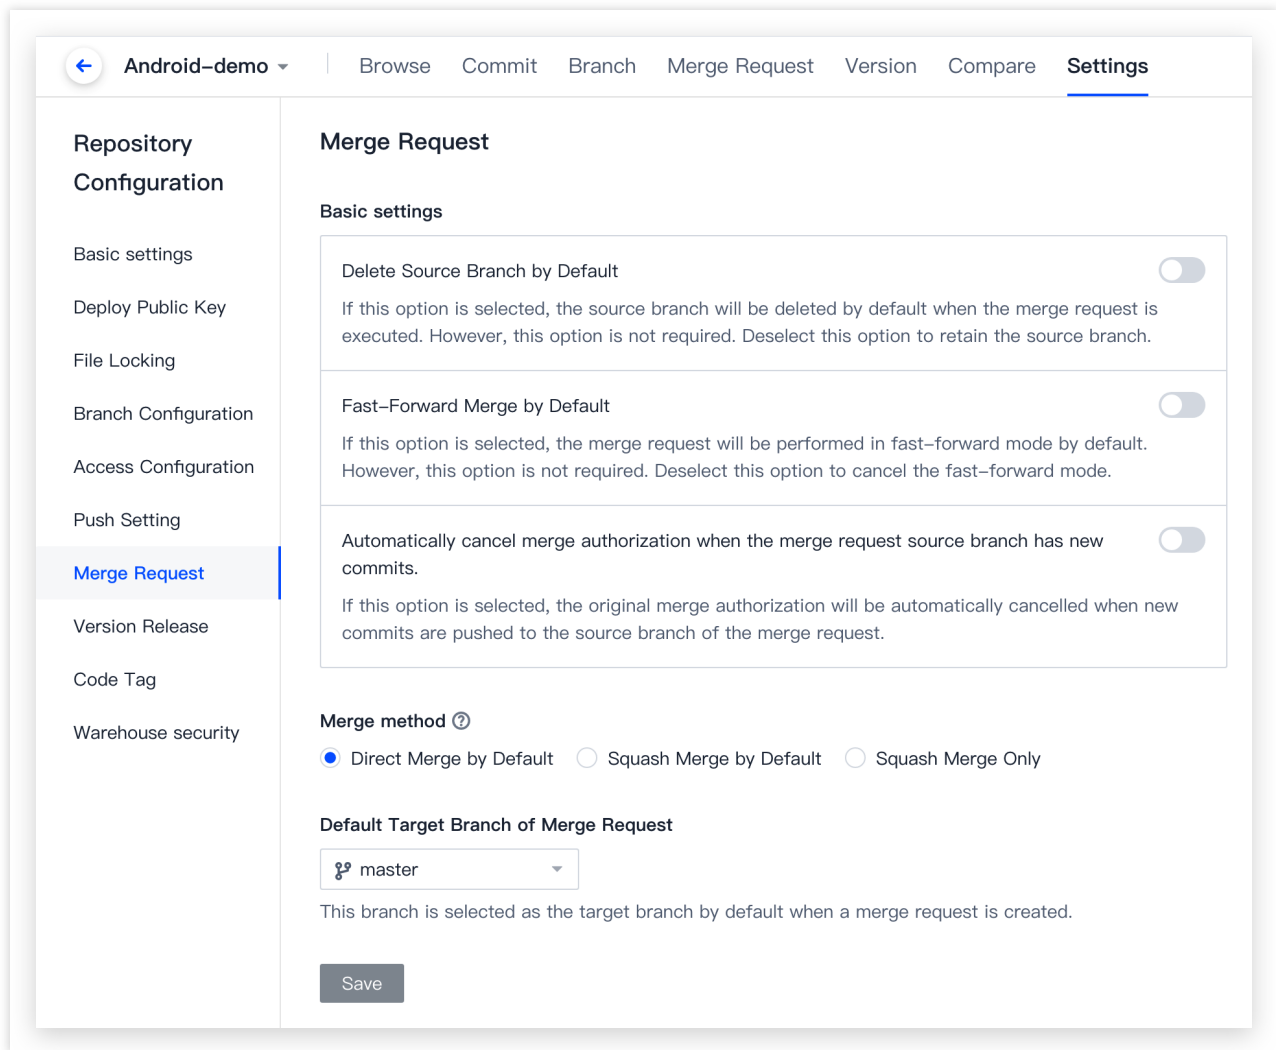 Android-demo
Browse
Commit
Branch
Merge Request
Version
Compare
Settings
Repository
Configuration
Basic settings
Deploy Public Key
File Locking
Branch Configuration
Access Configuration
Push Setting
Merge Request
Version Release
Code Tag
Warehouse security
Merge Request
Basic settings
Delete Source Branch by Default
If this option is selected, the source branch will be deleted by default when the merge request is
executed. However, this option is not required. Deselect this option to retain the source branch.
Fast-Forward Merge by Default
If this option is selected, the merge request will be performed in fast-forward mode by default.
However, this option is not required. Deselect this option to cancel the fast-forward mode.
Automatically cancel merge authorization when the merge request source branch has new
commits.
If this option is selected, the original merge authorization will be automatically cancelled when new
commits are pushed to the source branch of the merge request.
Merge method ?
Direct Merge by Default
Squash Merge by Default
Squash Merge Only
Default Target Branch of Merge Request
master
This branch is selected as the target branch by default when a merge request is created.
Save